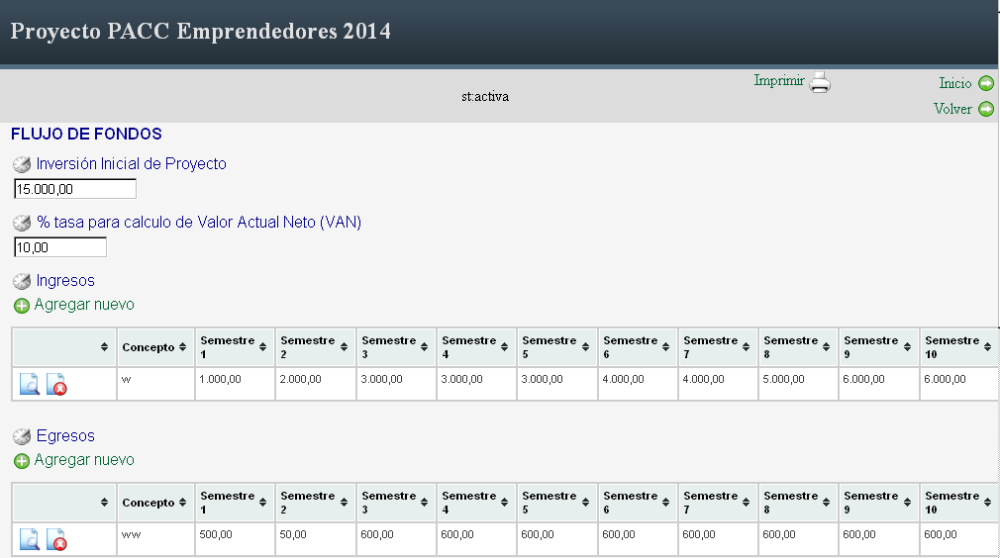 Proyecto PACC Emprendedores 2014
Imprimir
Inicio
st:activa
Volver
FLUJO DE FONDOS
Inversión Inicial de Proyecto
15.000,00
% tasa para calculo de Valor Actual Neto (VAN)
10,00
Ingresos
Agregar nuevo
Concepto Semestre 1 Semestre 2 Semestre 3 Semestre 4 Semestre 5 Semestre 6 Semestre 7 Semestre 8 Semestre 9 Semestre 10
w 1.000,00 2.000,00 3.000,00 3.000,00 3.000,00 4.000,00 4.000,00 5.000,00 6.000,00 6.000,00
Egresos
Agregar nuevo
Concepto Semestre 1 Semestre 2 Semestre 3 Semestre 4 Semestre 5 Semestre 6 Semestre 7 Semestre 8 Semestre 9 Semestre 10
ww 500,00 50,00 600,00 600,00 600,00 600,00 600,00 600,00 600,00 600,00